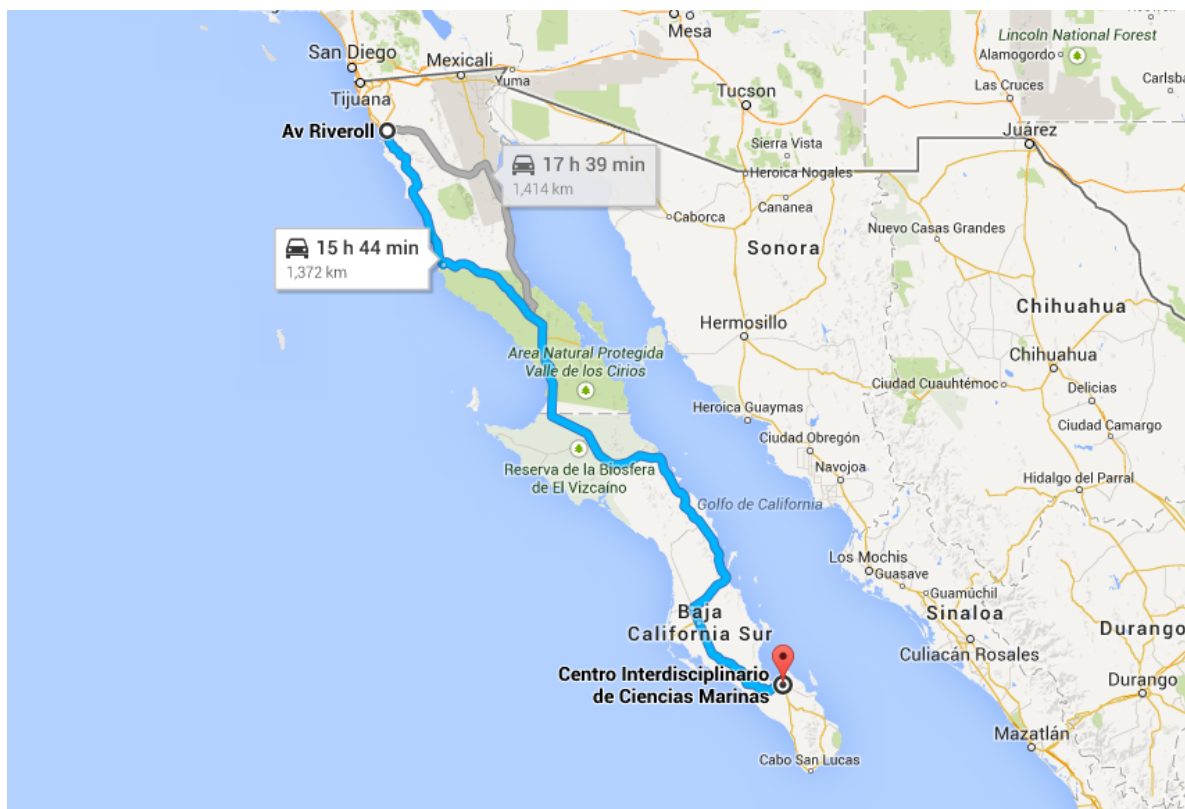 Mesa
Lincoln National Forest
Alamogordo
San Diego
Mexicali
Yuma
Carlsba
Tijuana
Tucson
Las Cruces
Av Riveroll
Juárez
Sierra Vista
17 h 39 min
1,414 km
Heroica Nogales
Cananea
Caborca
Nuevo Casas Grandes
15 h 44 min
1,372 km
Sonora
Chihuahua
Hermosillo
Area Natural Protegida
Valle de los Cirios
Chihuahua
Ciudad Cuauhtémoc
Delicias
Heroica Guaymas
Ciudad Camargo
Ciudad Obregón
Reserva de la Biosfera
de El Vizcaíno
Navojoa
Hidalgo del Parral
Golfo de California
Los Mochis
Guasave
Guamúchil
Baja
California Sur
Sinaloa
Durango
Culiacán Rosales
Centro Interdisciplinario
de Ciencias Marinas
Durango
Mazatlán
Cabo San Lucas